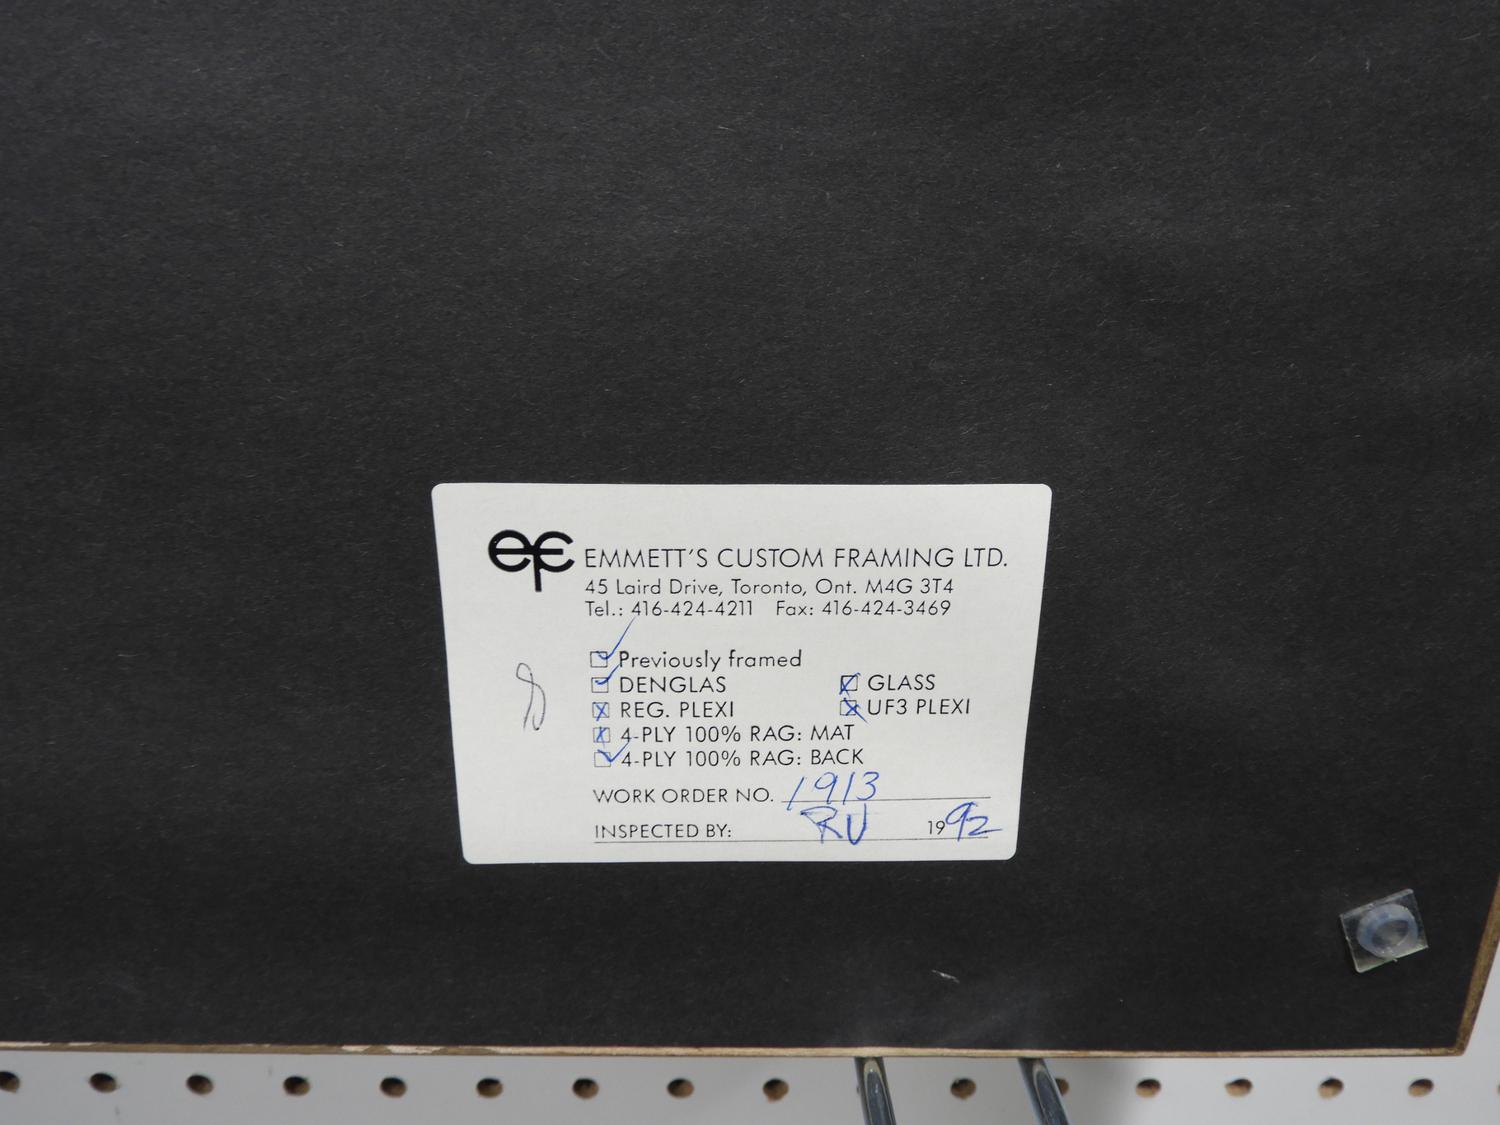 ecf EMMETT'S CUSTOM FRAMING LTD.
45 Laird Drive, Toronto, Ont. M4G 3T4
Tel.: 416-424-4211 Fax: 416-424-3469
Previously framed
DENGLAS GLASS
REG. PLEXI UF3 PLEXI
4-PLY 100% RAG: MAT
4-PLY 100% RAG: BACK
WORK ORDER NO. 1913
INSPECTED BY: RV 1992